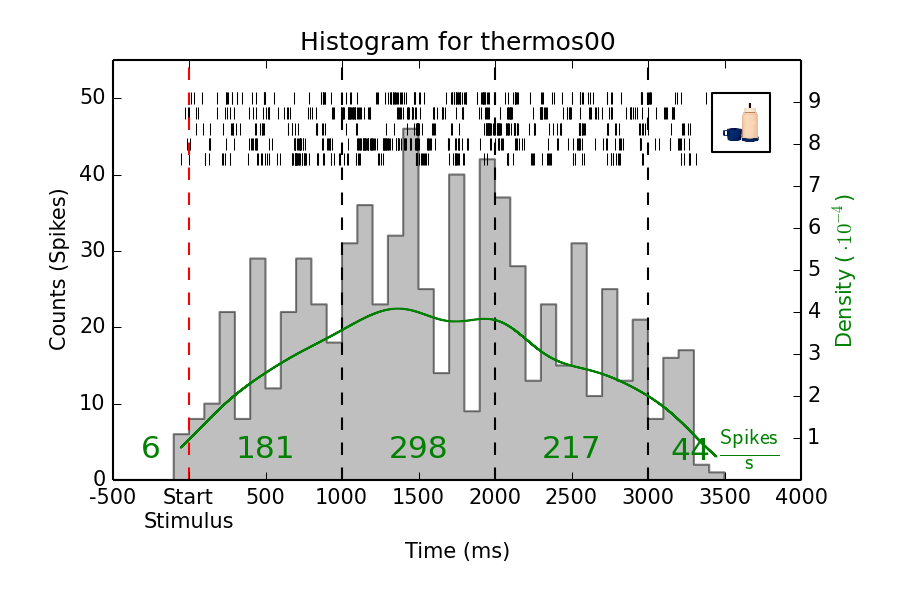 Histogram for thermos00
Counts (Spikes)
50
40
30
20
10
0
9
8
7
6
5
4
3
2
1
Density (·10⁻⁴)
6 181 298 217 44 Spikes
s
-500 Start 500 1000 1500 2000 2500 3000 3500 4000
Stimulus
Time (ms)